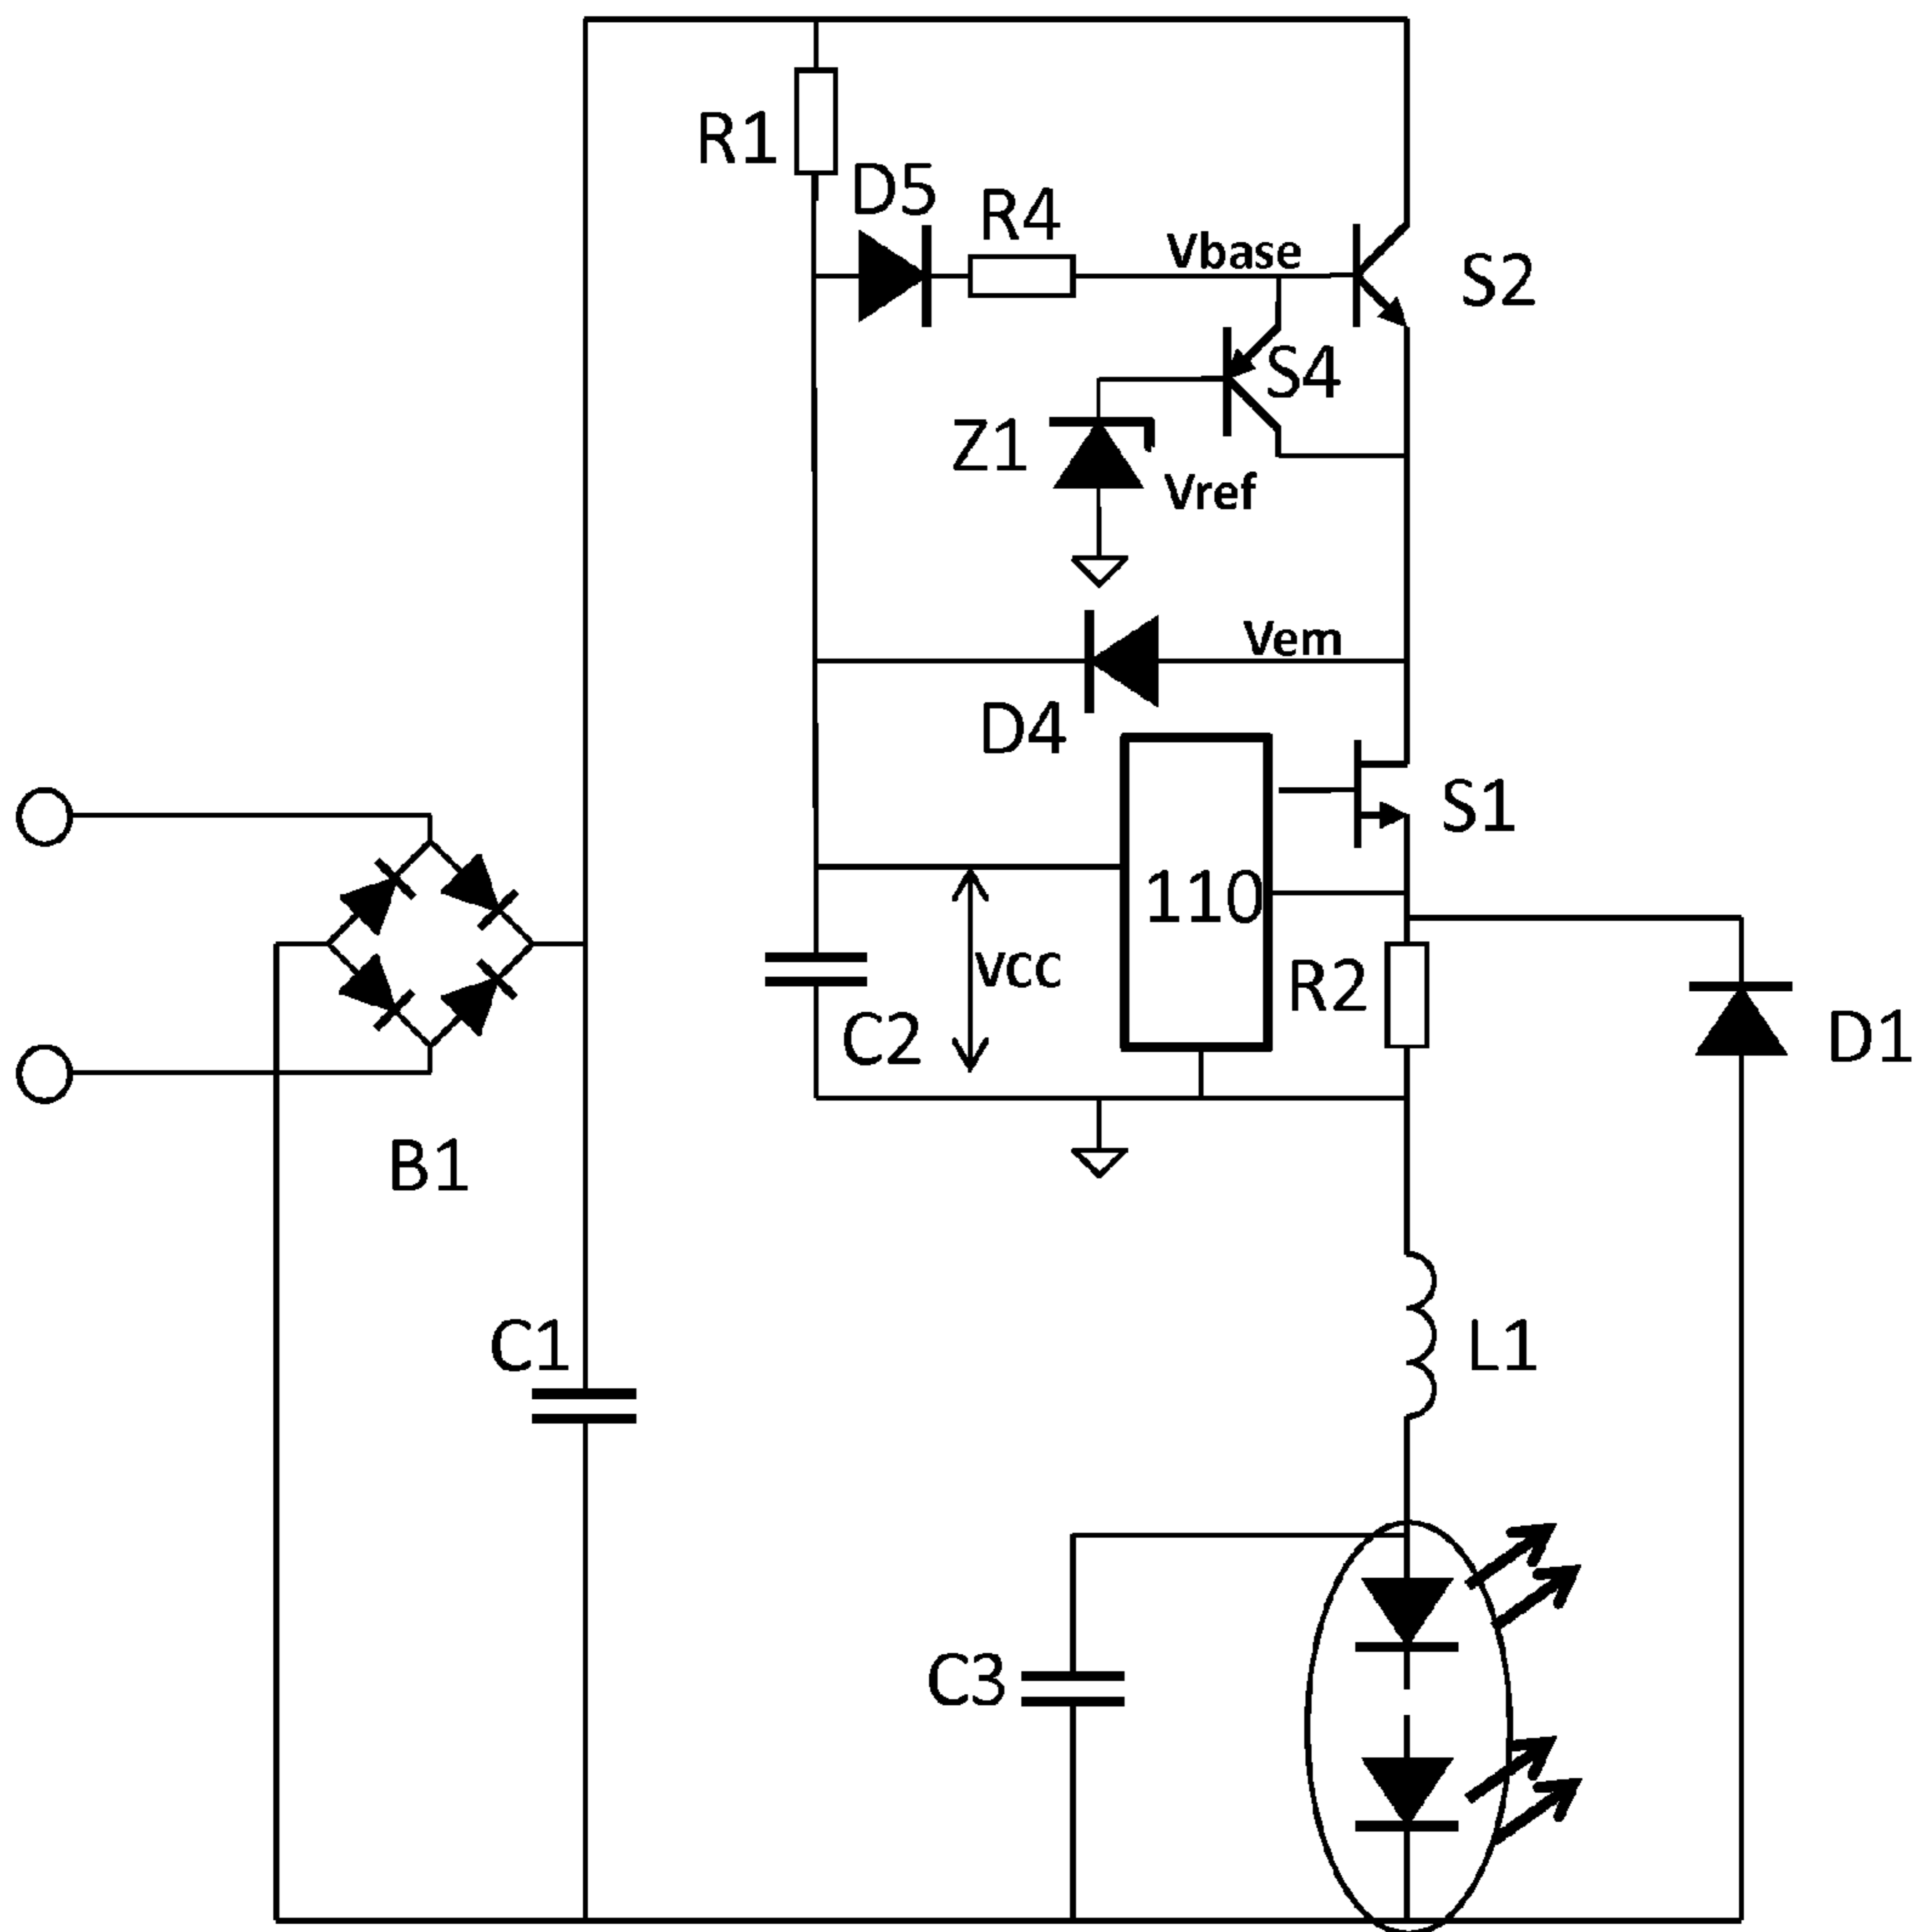 R1
D5
R4
Vbase
S2
S4
Z1
Vref
Vem
D4
S1
110
vcc
R2
C2
D1
B1
C1
L1
C3